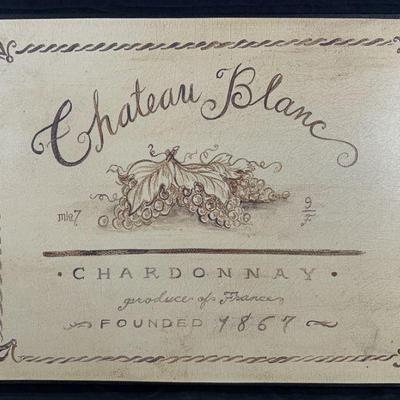 Chateau Blanc
CHARDONNAY
produce of France
FOUNDED 1867